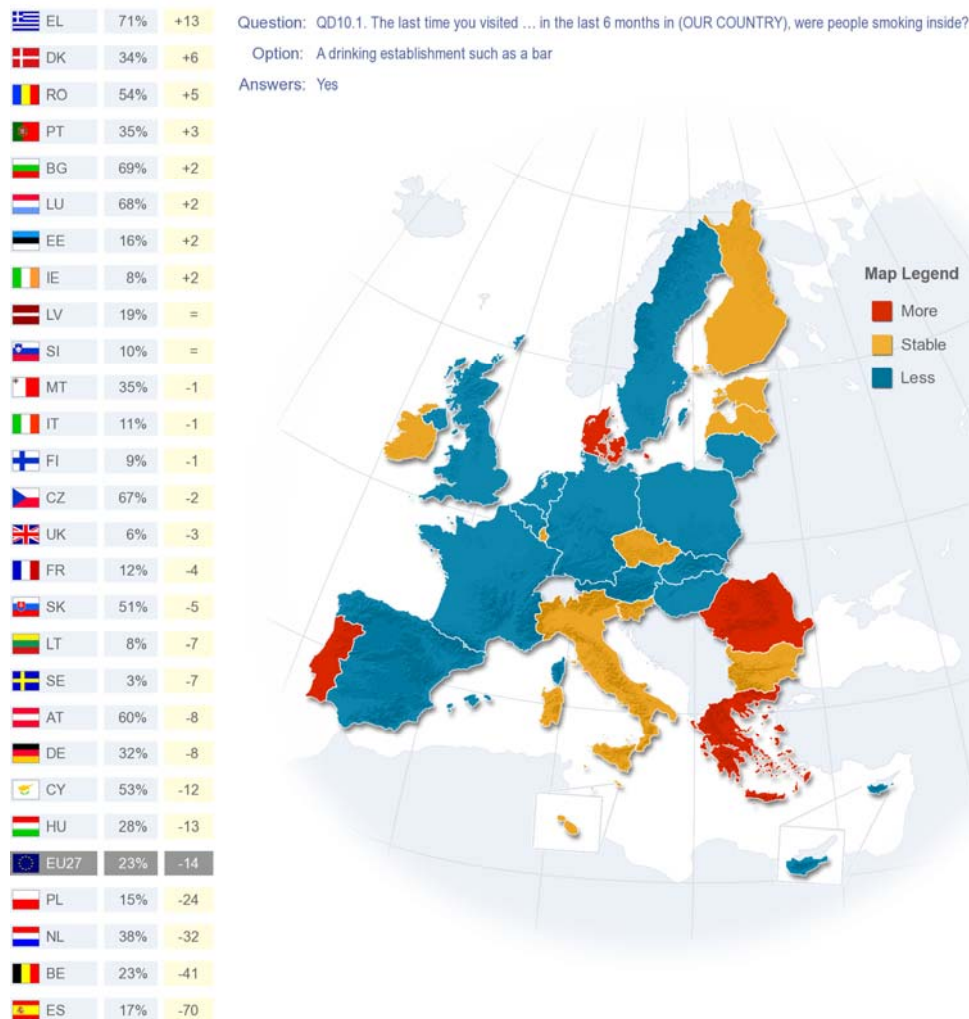 EL 71% +13
DK 34% +6
RO 54% +5
PT 35% +3
BG 69% +2
LU 68% +2
EE 16% +2
IE 8% +2
LV 19% =
SI 10% =
MT 35% -1
IT 11% -1
FI 9% -1
CZ 67% -2
UK 6% -3
FR 12% -4
SK 51% -5
LT 8% -7
SE 3% -7
AT 60% -8
DE 32% -8
CY 53% -12
HU 28% -13
EU27 23% -14
PL 15% -24
NL 38% -32
BE 23% -41
ES 17% -70
Question: QD10.1. The last time you visited ... in the last 6 months in (OUR COUNTRY), were people smoking inside?
Option: A drinking establishment such as a bar
Answers: Yes
Map Legend
More
Stable
Less